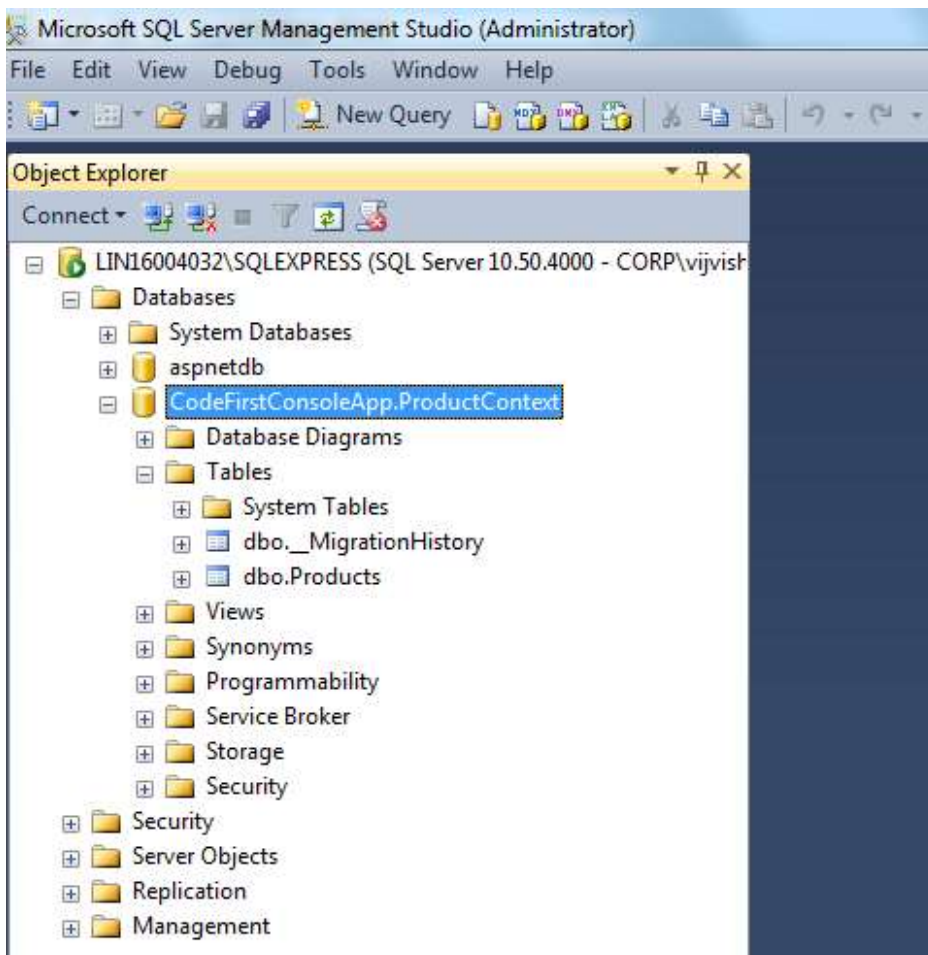 Microsoft SQL Server Management Studio (Administrator)
File Edit View Debug Tools Window Help
New Query
Object Explorer
Connect
LIN16004032\SQLEXPRESS (SQL Server 10.50.4000 - CORP\vijvish
Databases
System Databases
aspnetdb
CodeFirstConsoleApp.ProductContext
Database Diagrams
Tables
System Tables
dbo.__MigrationHistory
dbo.Products
Views
Synonyms
Programmability
Service Broker
Storage
Security
Security
Server Objects
Replication
Management